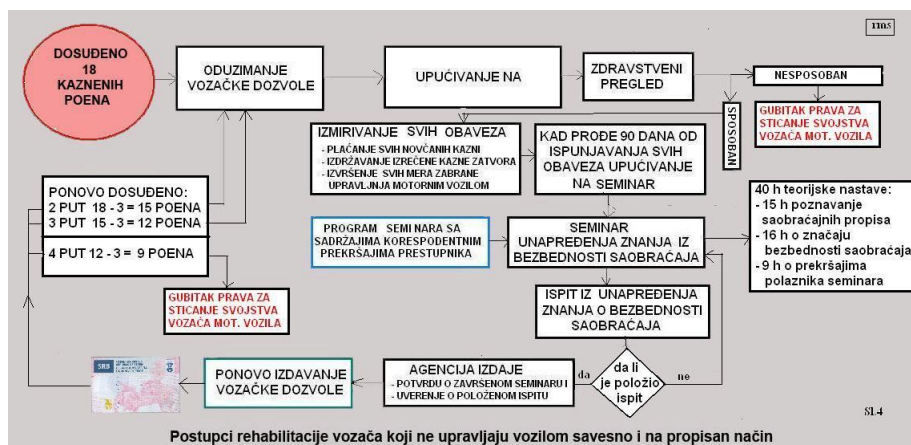 rms
DOSUĐENO
18
KAZNENIH
POENA
ODUZIMANJE
VOZAČKE DOZVOLE
UPUĆIVANJE NA
ZDRAVSTVENI
PREGLED
NESPOSOBAN
SPOSOBAN
GUBITAK PRAVA ZA
STICANJE SVOJSTVA
VOZAČA MOT. VOZILA
IZMIRIVANJE SVIH OBAVEZA
- PLAĆANJE SVIH NOVČANIH KAZNI
- IZDRŽAVANJE IZREČENE KAZNE ZATVORA
- IZVRŠENJE SVIH MERA ZABRANE
UPRAVLJNJA MOTORNIM VOZILOM
KAD PROĐE 90 DANA OD
ISPUNJAVANJA SVIH
OBAVEZA UPUĆIVANJE
NA SEMINAR
PONOVO DOSUĐENO:
2 PUT 18 - 3 = 15 POENA
3 PUT 15 - 3 = 12 POENA
4 PUT 12 - 3 = 9 POENA
GUBITAK PRAVA ZA
STICANJE SVOJSTVA
VOZAČA MOT. VOZILA
PROGRAM SEMINARA SA
SADRŽAJIMA KORESPODENTNIM
PREKRŠAJIMA PRESTUPNIKA
SEMINAR
UNAPREĐENJA ZNANJA IZ
BEZBEDNOSTI SAOBRAĆAJA
40 h teorijske nastave:
- 15 h poznavanje
saobraćajnih propisa
- 16 h o značaju
bezbednosti saobraćaja
- 9 h o prekršajima
polaznika seminara
ISPIT IZ UNAPREĐENJA
ZNANJA O BEZBEDNOSTI
SAOBRAĆAJA
da li
je položio
ispit
da
ne
AGENCIJA IZDAJE
- POTVRDU O ZAVRŠENOM SEMINARU I
- UVERENJE O POLOŽENOM ISPITU
PONOVO IZDAVANJE
VOZAČKE DOZVOLE
SRB
SL4
Postupci rehabilitacije vozača koji ne upravljaju vozilom savesno i na propisan način